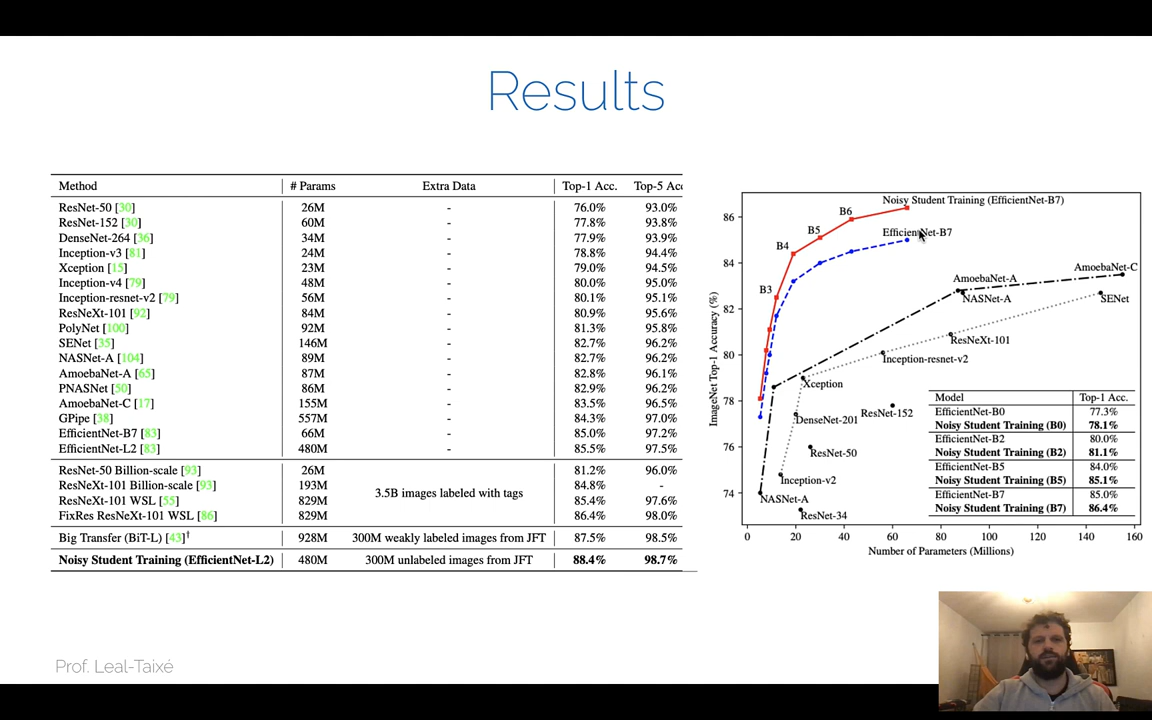 Results
Method # Params Extra Data Top-1 Acc. Top-5 Acc
ResNet-50 [30] 26M - 76.0% 93.0%
ResNet-152 [30] 60M - 77.8% 93.8%
DenseNet-264 [36] 34M - 77.9% 93.9%
Inception-v3 [81] 24M - 78.8% 94.4%
Xception [15] 23M - 79.0% 94.5%
Inception-v4 [79] 48M - 80.0% 95.0%
Inception-resnet-v2 [79] 56M - 80.1% 95.1%
ResNeXt-101 [92] 84M - 80.9% 95.6%
PolyNet [100] 92M - 81.3% 95.8%
SENet [35] 146M - 82.7% 96.2%
NASNet-A [104] 89M - 82.7% 96.2%
AmoebaNet-A [65] 87M - 82.8% 96.1%
PNASNet [50] 86M - 82.9% 96.2%
AmoebaNet-C [17] 155M - 83.5% 96.5%
GPipe [38] 557M - 84.3% 97.0%
EfficientNet-B7 [83] 66M - 85.0% 97.2%
EfficientNet-L2 [83] 480M - 85.5% 97.5%
ResNet-50 Billion-scale [93] 26M 81.2% 96.0%
ResNeXt-101 Billion-scale [93] 193M 84.8% -
3.5B images labeled with tags
ResNeXt-101 WSL [55] 829M 85.4% 97.6%
FixRes ResNeXt-101 WSL [86] 829M 86.4% 98.0%
Big Transfer (BiT-L) [43]† 928M 300M weakly labeled images from JFT 87.5% 98.5%
Noisy Student Training (EfficientNet-L2) 480M 300M unlabeled images from JFT 88.4% 98.7%
ImageNet Top-1 Accuracy (%)
86
84
82
80
78
76
74
Noisy Student Training (EfficientNet-B7)
B6
B5
EfficientNet-B7
B4
B3
AmoebaNet-C
AmoebaNet-A
NASNet-A
SENet
ResNeXt-101
Inception-resnet-v2
Xception
ResNet-152
DenseNet-201
ResNet-50
Inception-v2
NASNet-A
ResNet-34
Model Top-1 Acc.
EfficientNet-B0 77.3%
Noisy Student Training (B0) 78.1%
EfficientNet-B2 80.0%
Noisy Student Training (B2) 81.1%
EfficientNet-B5 84.0%
Noisy Student Training (B5) 85.1%
EfficientNet-B7 85.0%
Noisy Student Training (B7) 86.4%
0 20 40 60 80 100 120 140 160
Number of Parameters (Millions)
Prof. Leal-Taixé